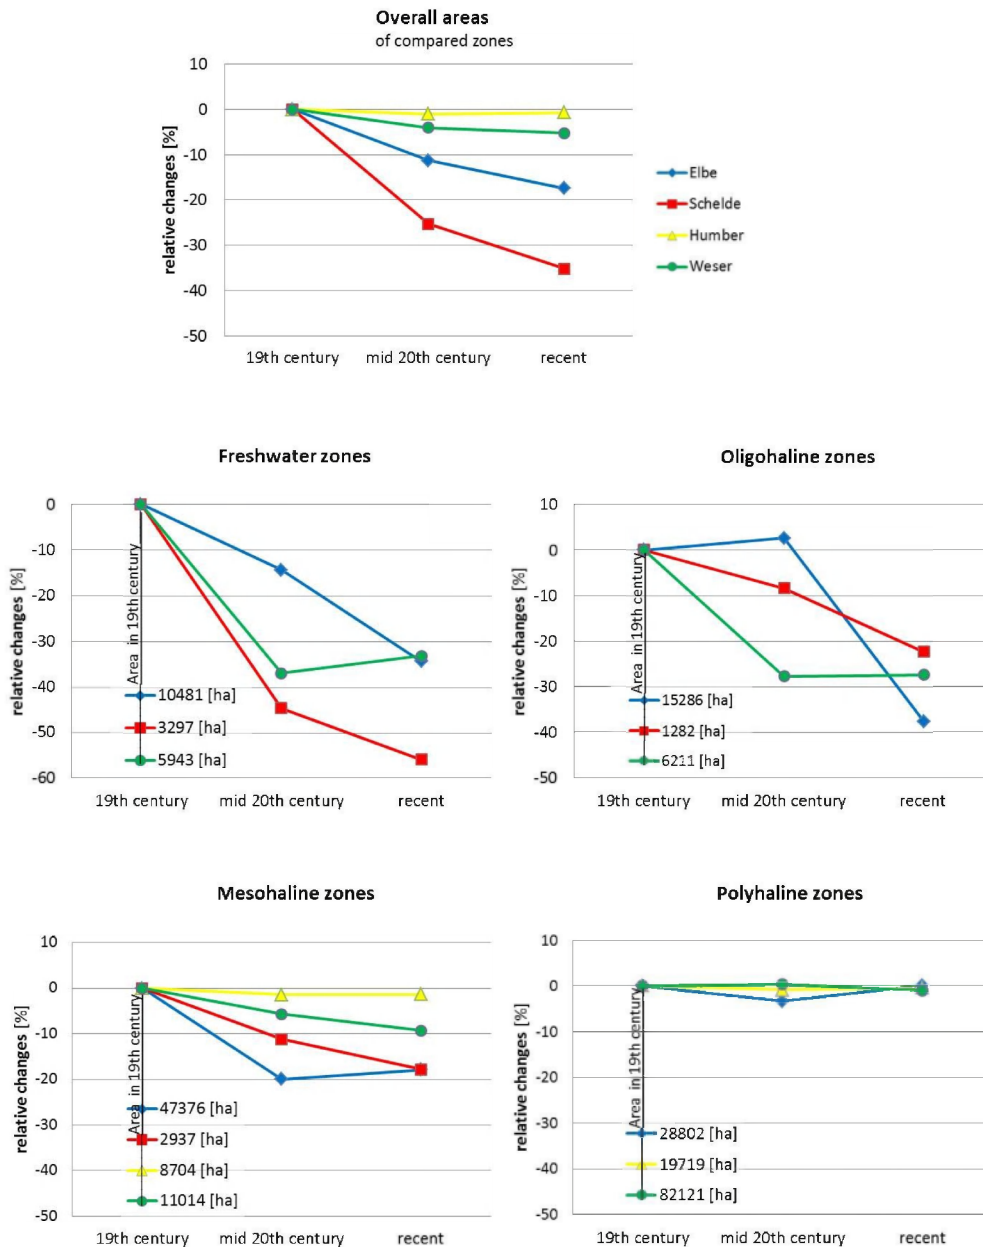 Overall areas
of compared zones
relative changes [%]
10
0
-10
-20
-30
-40
-50
19th century
mid 20th century
recent
Elbe
Schelde
Humber
Weser
Freshwater zones
relative changes [%]
0
-10
-20
-30
-40
-50
-60
Area in 19th century
10481 [ha]
3297 [ha]
5943 [ha]
19th century
mid 20th century
recent
Oligohaline zones
relative changes [%]
10
0
-10
-20
-30
-40
-50
Area in 19th century
15286 [ha]
1282 [ha]
6211 [ha]
19th century
mid 20th century
recent
Mesohaline zones
relative changes [%]
10
0
-10
-20
-30
-40
-50
Area in 19th century
47376 [ha]
2937 [ha]
8704 [ha]
11014 [ha]
19th century
mid 20th century
recent
Polyhaline zones
relative changes [%]
10
0
-10
-20
-30
-40
-50
Area in 19th century
28802 [ha]
19719 [ha]
82121 [ha]
19th century
mid 20th century
recent